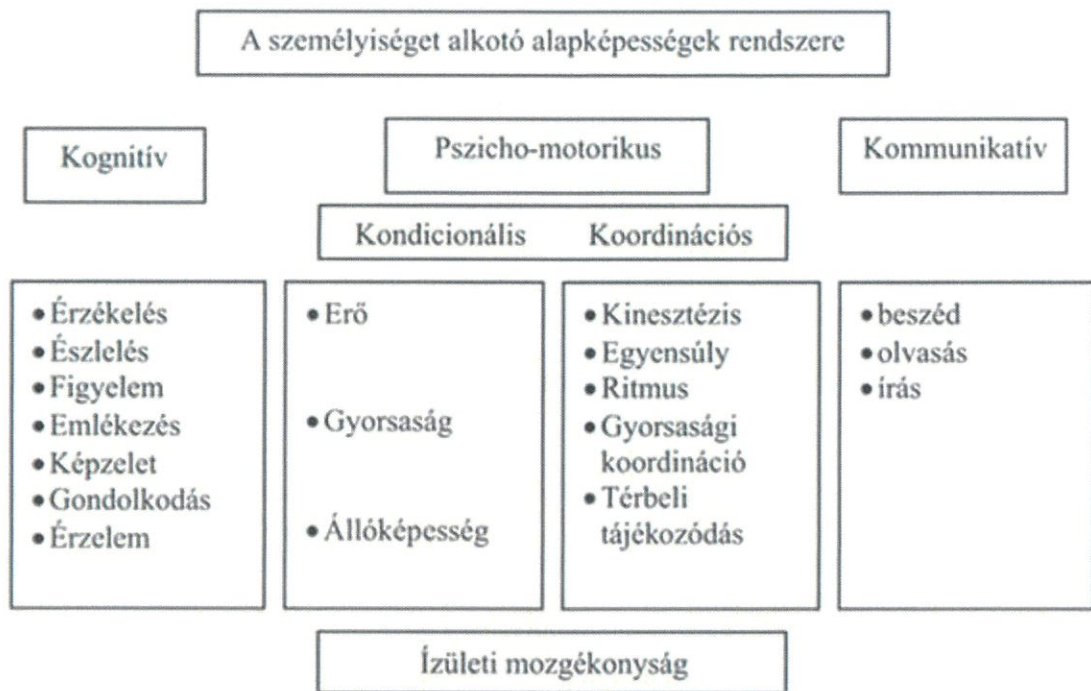 A személyiséget alkotó alapképességek rendszere
Kognitív
Pszicho-motorikus
Kommunikatív
Kondicionális Koordinációs
• Érzékelés
• Észlelés
• Figyelem
• Emlékezés
• Képzelet
• Gondolkodás
• Érzelem
• Erő
• Gyorsaság
• Állóképesség
• Kinesztézis
• Egyensúly
• Ritmus
• Gyorsasági
koordináció
• Térbeli
tájékozódás
• beszéd
• olvasás
• írás
Ízületi mozgékonyság